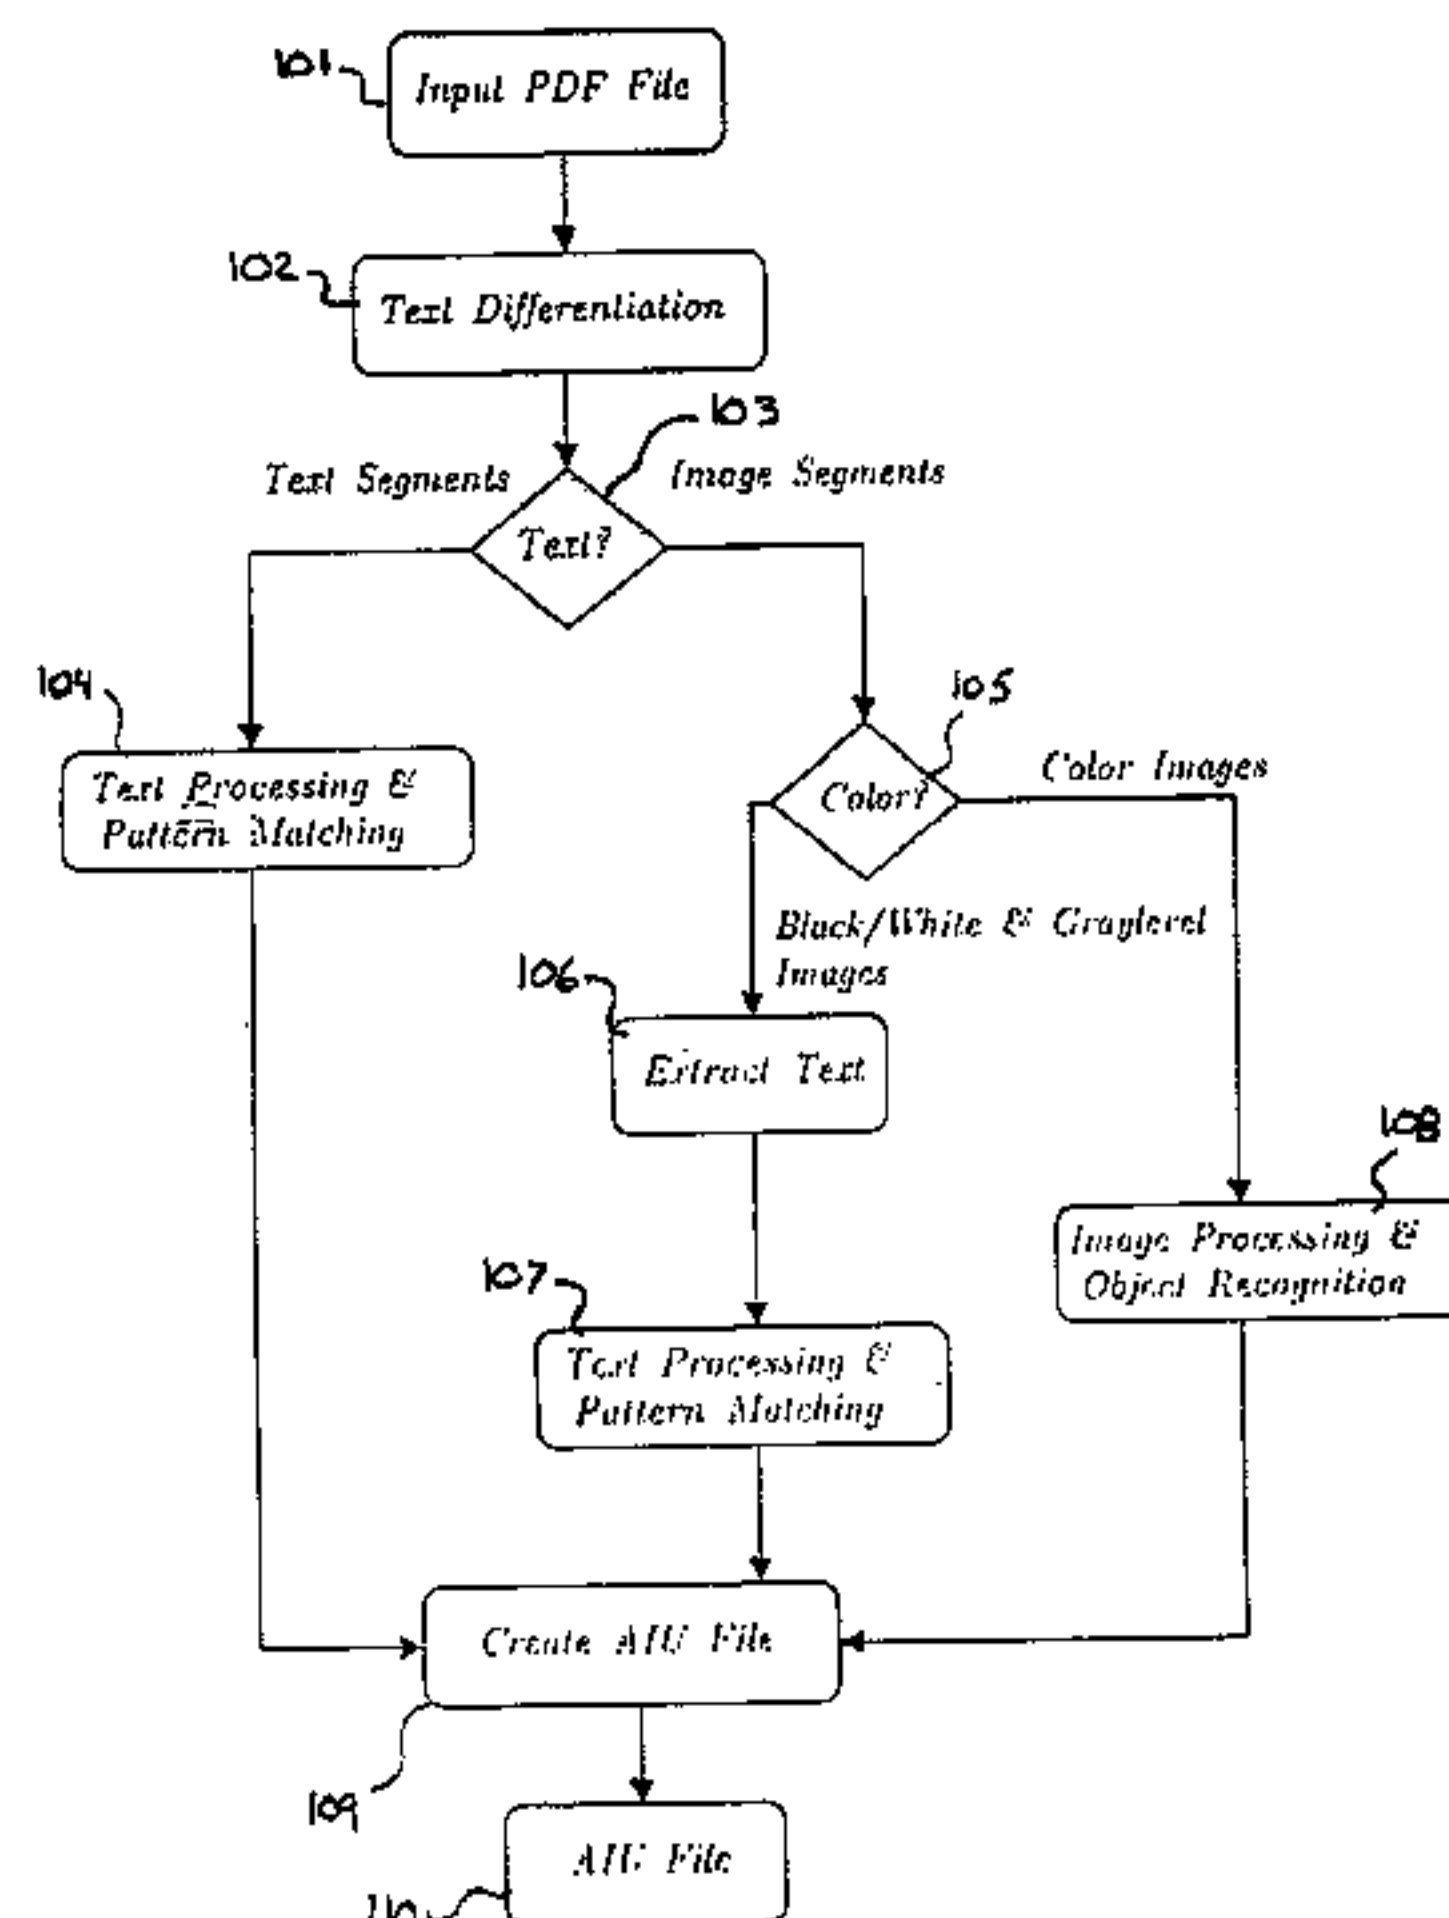 101
Input PDF File
102
Text Differentiation
103
Text Segments
Image Segments
Text?
104
105
Text Processing &
Pattern Matching
Color?
Color Images
Black/White & Graylevel
Images
106
Extract Text
108
Image Processing &
Object Recognition
107
Text Processing &
Pattern Matching
Create AIU File
109
AIU File
110